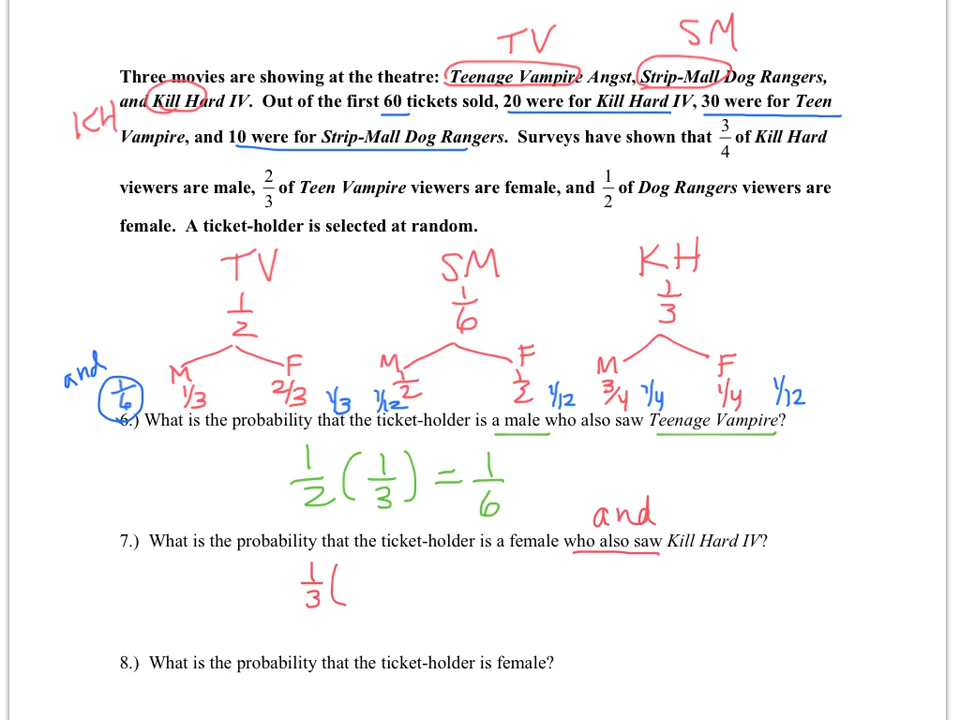 TV SM
Three movies are showing at the theatre: Teenage Vampire Angst, Strip-Mall Dog Rangers,
KH and Kill Hard IV. Out of the first 60 tickets sold, 20 were for Kill Hard IV, 30 were for Teen
Vampire, and 10 were for Strip-Mall Dog Rangers. Surveys have shown that 3/4 of Kill Hard
viewers are male, 2/3 of Teen Vampire viewers are female, and 1/2 of Dog Rangers viewers are
female. A ticket-holder is selected at random.
TV SM KH
1/2 1/6 1/3
and M F M F M F
1/6 1/3 2/3 1/3 1/12 1/2 1/2 1/12 3/4 1/4 1/4 1/12
6.) What is the probability that the ticket-holder is a male who also saw Teenage Vampire?
1/2 (1/3) = 1/6
and
7.) What is the probability that the ticket-holder is a female who also saw Kill Hard IV?
1/3 (
8.) What is the probability that the ticket-holder is female?